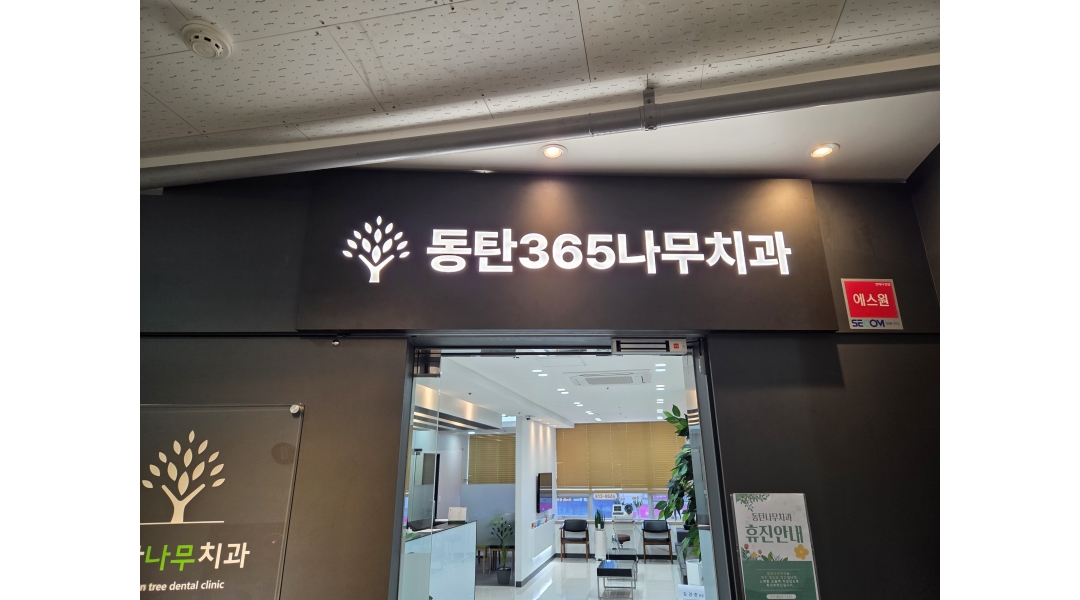 동탄365나무치과
에스원
SECOM
나무치과
n tree dental clinic
동탄나무치과
휴진안내